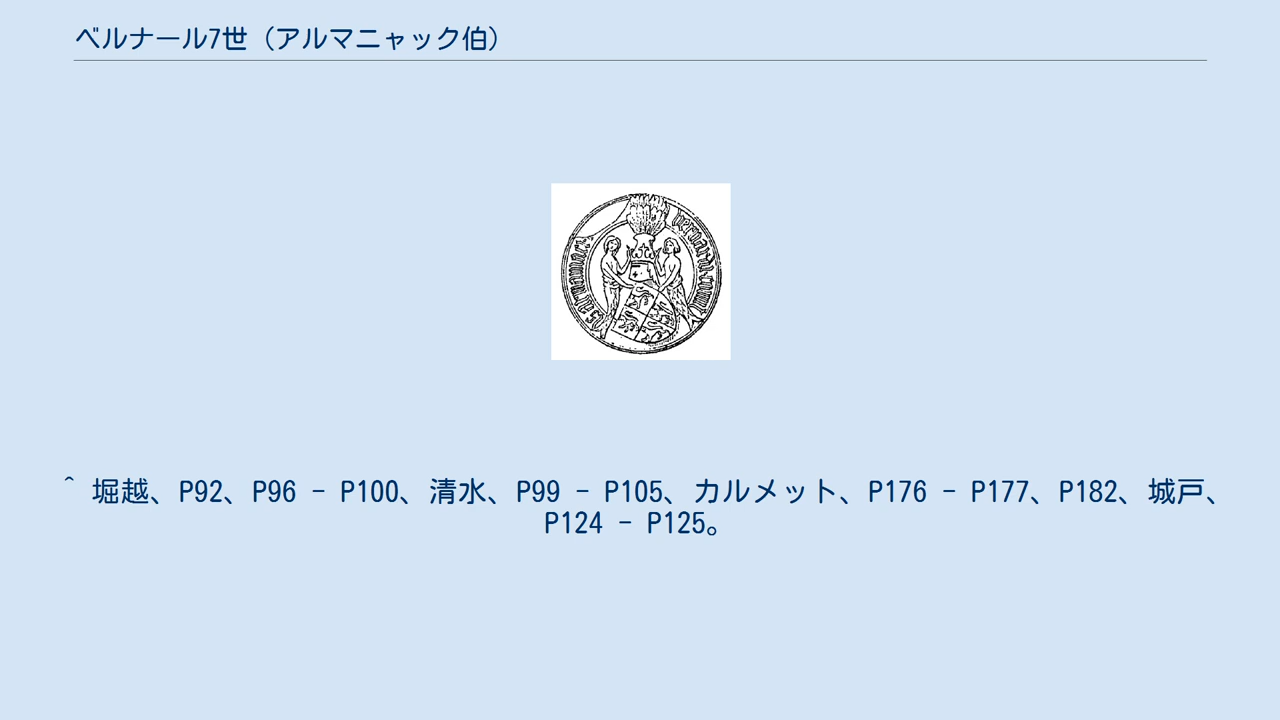 ベルナール7世（アルマニャック伯）
^ 堀越、P92、P96 - P100、清水、P99 - P105、カルメット、P176 - P177、P182、城戸、
P124 - P125。